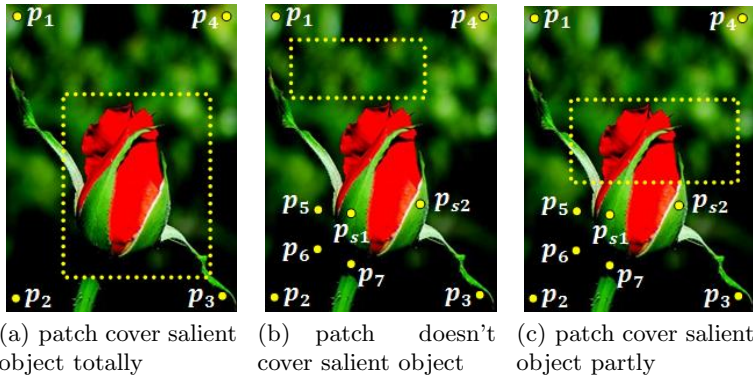 p1 p4
p2 p3
(a) patch cover salient
object totally
p1 p4
p5 ps1 ps2
p6 p7
p2 p3
(b) patch doesn't
cover salient object
p1 p4
p5 ps1 ps2
p6 p7
p2 p3
(c) patch cover salient
object partly